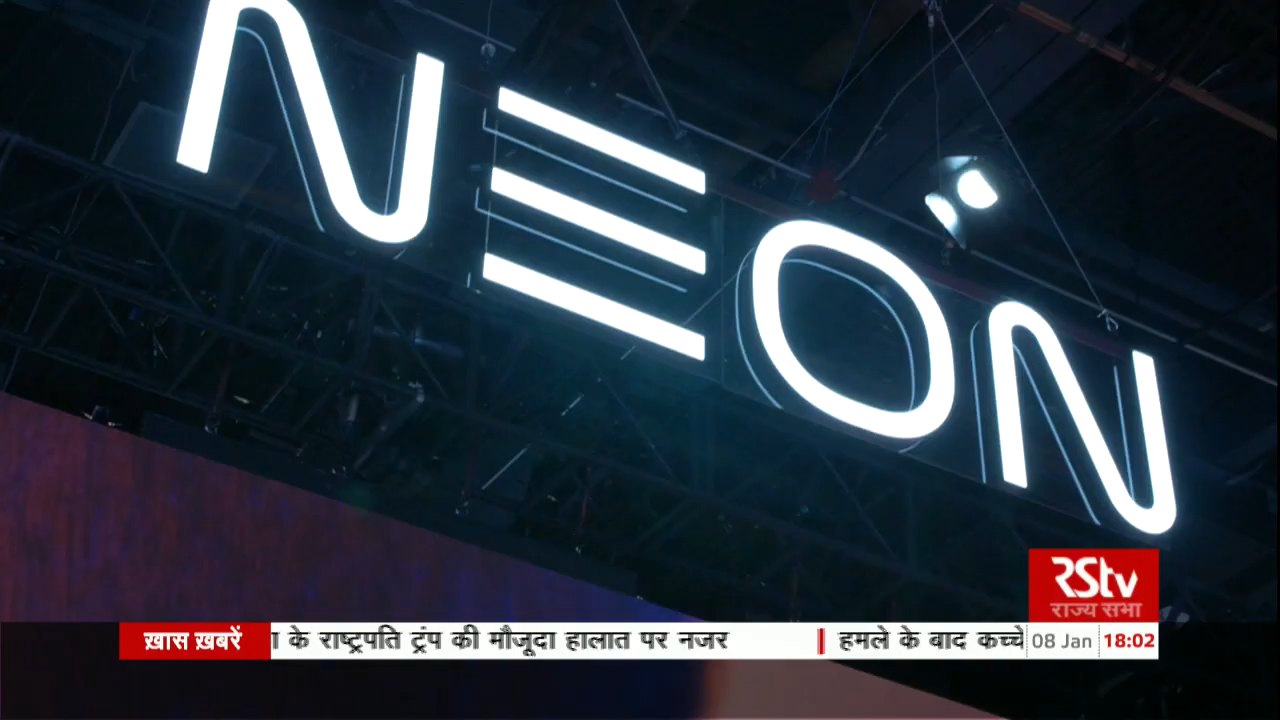 NEON
RStv
राज्य सभा
ख़ास ख़बरें
के राष्ट्रपति ट्रंप की मौजूदा हालात पर नजर | हमले के बाद कच्चे
08 Jan 18:02